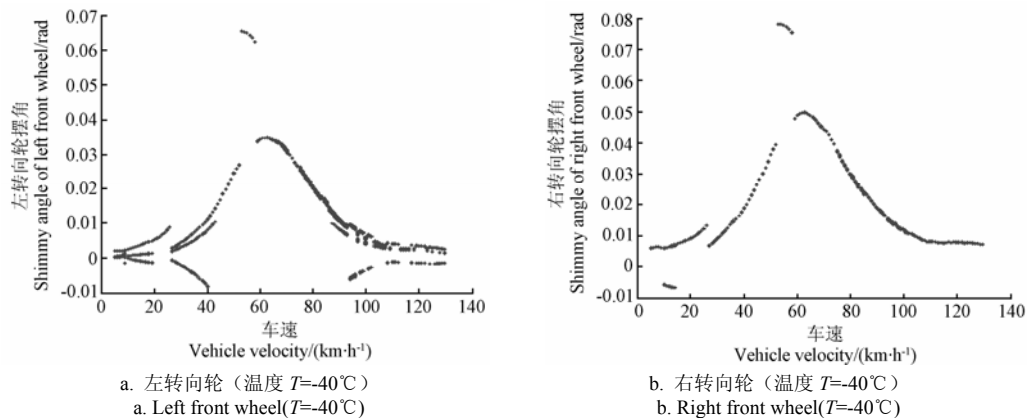 0.07
0.06
0.05
0.04
0.03
0.02
0.01
0
-0.01
左转向轮摆角
Shimmy angle of left front wheel/rad
0 20 40 60 80 100 120 140
车速
Vehicle velocity/(km·h⁻¹)
a. 左转向轮（温度 T=-40℃）
a. Left front wheel(T=-40℃)
0.08
0.07
0.06
0.05
0.04
0.03
0.02
0.01
0
-0.01
右转向轮摆角
Shimmy angle of right front wheel/rad
0 20 40 60 80 100 120 140
车速
Vehicle velocity/(km·h⁻¹)
b. 右转向轮（温度 T=-40℃）
b. Right front wheel(T=-40℃)